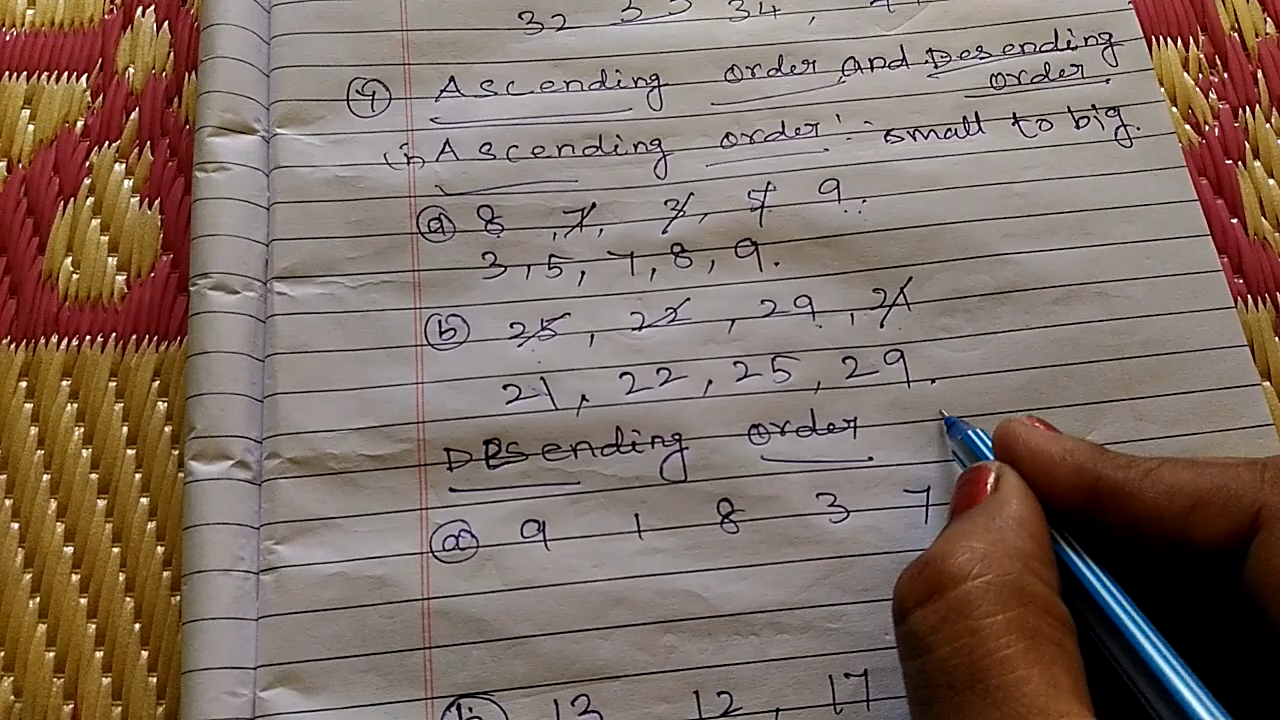 32 33 34,
④ Ascending order and Desending
order.
(i) Ascending order:- small to big.
ⓐ 8, 7, 3, 5 9.
3, 5, 7, 8, 9.
ⓑ 25, 22, 29, 21
21, 22, 25, 29.
Desending order
ⓐ 9 1 8 3 7
ⓑ 13 12, 17